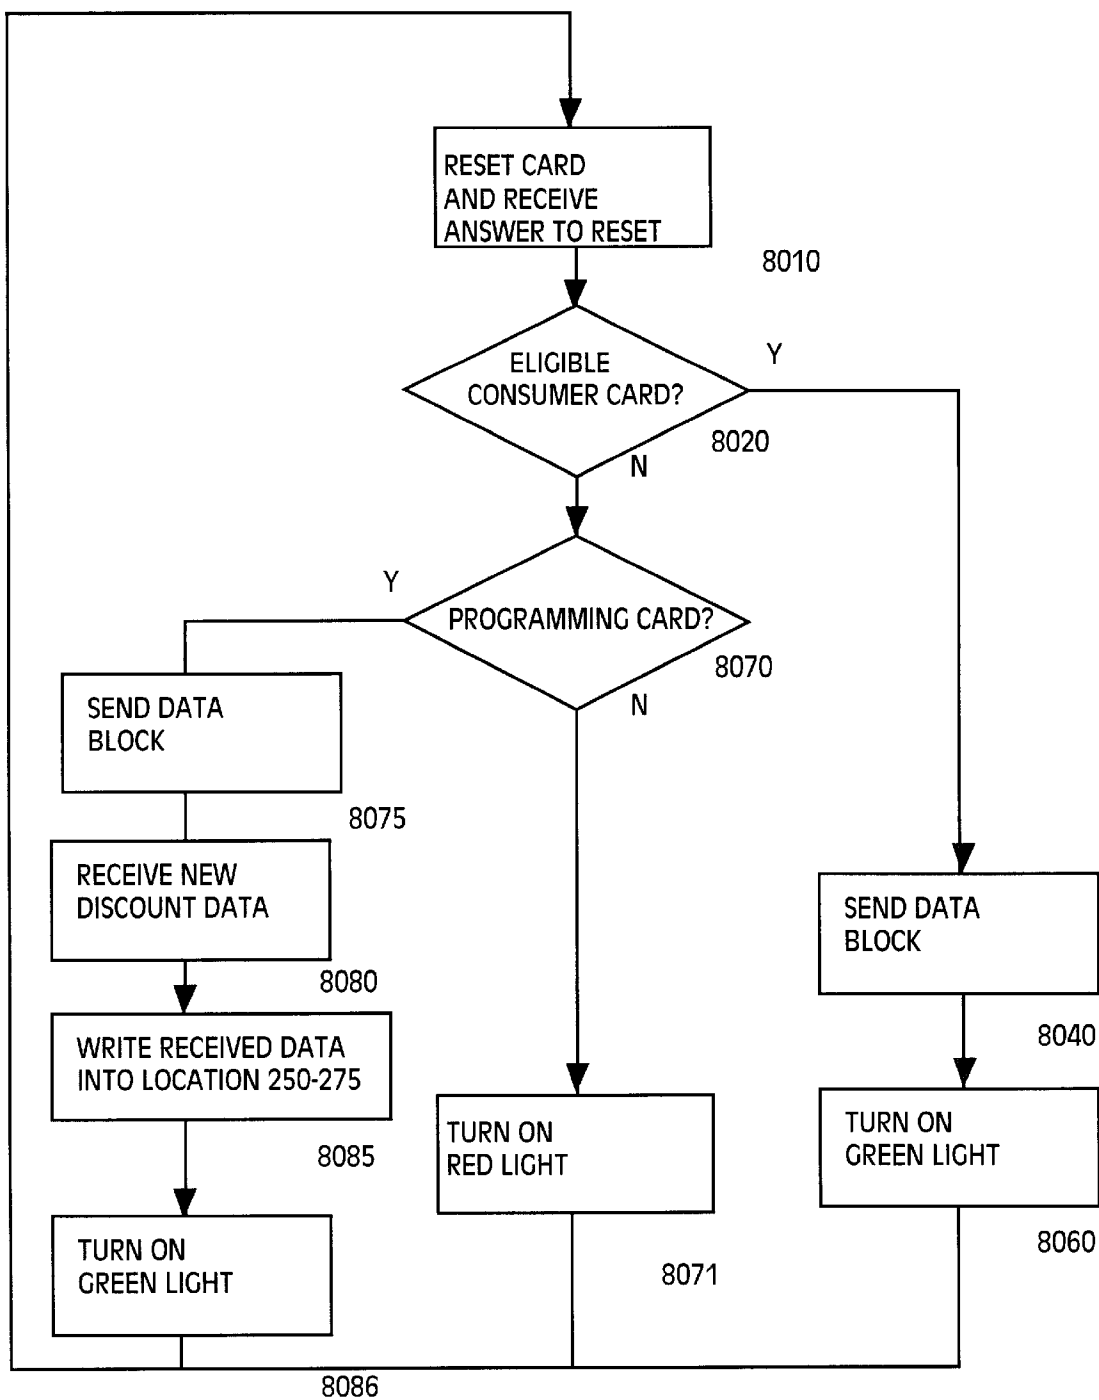 RESET CARD
AND RECEIVE
ANSWER TO RESET
8010
ELIGIBLE
CONSUMER CARD?
Y
8020
N
PROGRAMMING CARD?
Y
8070
N
SEND DATA
BLOCK
8075
RECEIVE NEW
DISCOUNT DATA
8080
WRITE RECEIVED DATA
INTO LOCATION 250-275
8085
TURN ON
GREEN LIGHT
8086
TURN ON
RED LIGHT
8071
SEND DATA
BLOCK
8040
TURN ON
GREEN LIGHT
8060